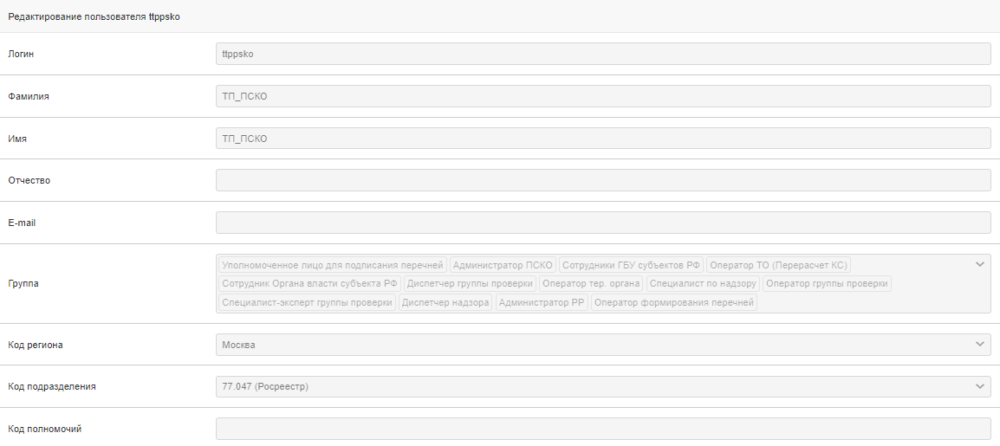 Редактирование пользователя ttppsko
Логин
ttppsko
Фамилия
ТП_ПСКО
Имя
ТП_ПСКО
Отчество
E-mail
Группа
Уполномоченное лицо для подписания перечней Администратор ПСКО Сотрудники ГБУ субъектов РФ Оператор ТО (Перерасчет КС)
Сотрудник Органа власти субъекта РФ Диспетчер группы проверки Оператор тер. органа Специалист по надзору Оператор группы проверки
Специалист-эксперт группы проверки Диспетчер надзора Администратор РР Оператор формирования перечней
Код региона
Москва
Код подразделения
77.047 (Росреестр)
Код полномочий